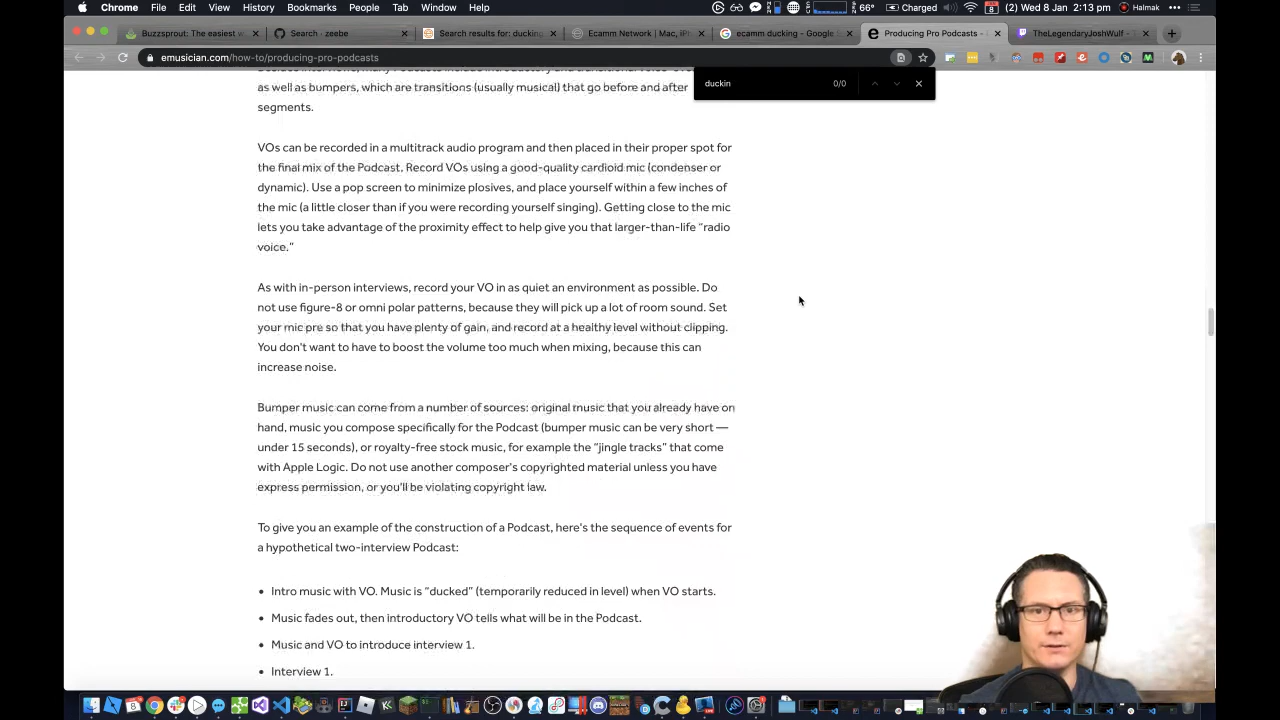 Chrome File Edit View History Bookmarks People Tab Window Help 66° Charged (2) Wed 8 Jan 2:13 pm Halmak
Buzzsprout: The easiest w Search · zeebe Search results for: ducking Ecamm Network | Mac, iP Ecamm ducking - Google Producing Pro Podcasts - TheLegendaryJoshWulf -
emusician.com/how-to/producing-pro-podcasts
duckin 0/0
as well as bumpers, which are transitions (usually musical) that go before and after
segments.
VOs can be recorded in a multitrack audio program and then placed in their proper spot for
the final mix of the Podcast. Record VOs using a good-quality cardioid mic (condenser or
dynamic). Use a pop screen to minimize plosives, and place yourself within a few inches of
the mic (a little closer than if you were recording yourself singing). Getting close to the mic
lets you take advantage of the proximity effect to help give you that larger-than-life “radio
voice.”
As with in-person interviews, record your VO in as quiet an environment as possible. Do
not use figure-8 or omni polar patterns, because they will pick up a lot of room sound. Set
your mic pre so that you have plenty of gain, and record at a healthy level without clipping.
You don't want to have to boost the volume too much when mixing, because this can
increase noise.
Bumper music can come from a number of sources: original music that you already have on
hand, music you compose specifically for the Podcast (bumper music can be very short —
under 15 seconds), or royalty-free stock music, for example the “jingle tracks” that come
with Apple Logic. Do not use another composer's copyrighted material unless you have
express permission, or you'll be violating copyright law.
To give you an example of the construction of a Podcast, here's the sequence of events for
a hypothetical two-interview Podcast:
• Intro music with VO. Music is “ducked” (temporarily reduced in level) when VO starts.
• Music fades out, then introductory VO tells what will be in the Podcast.
• Music and VO to introduce interview 1.
• Interview 1.